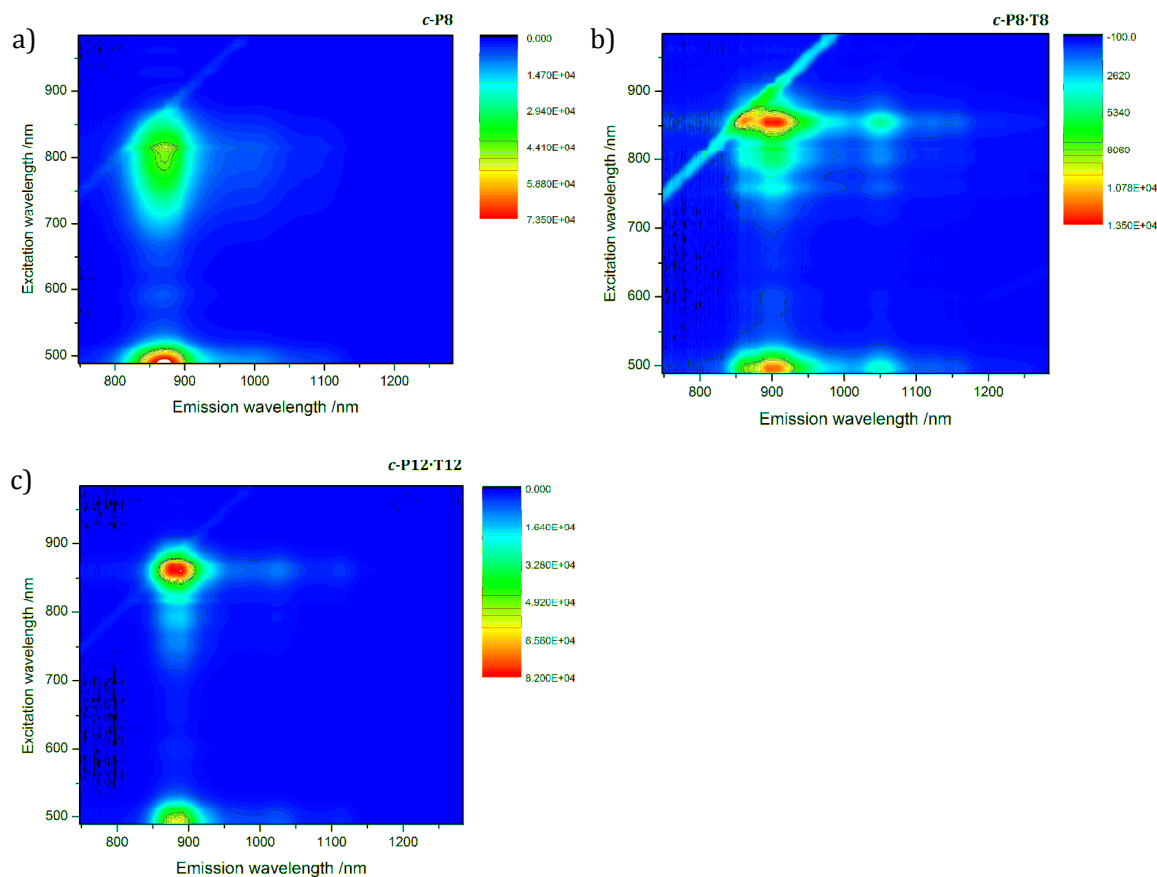 c-P8
a)
0.000
1.470E+04
2.940E+04
4.410E+04
5.880E+04
7.350E+04
Excitation wavelength /nm
900
800
700
600
500
800 900 1000 1100 1200
Emission wavelength /nm
c-P8·T8
b)
-100.0
2620
5340
8060
1.078E+04
1.350E+04
Excitation wavelength /nm
900
800
700
600
500
800 900 1000 1100 1200
Emission wavelength /nm
c-P12·T12
c)
0.000
1.640E+04
3.280E+04
4.920E+04
6.560E+04
8.200E+04
Excitation wavelength /nm
900
800
700
600
500
800 900 1000 1100 1200
Emission wavelength /nm